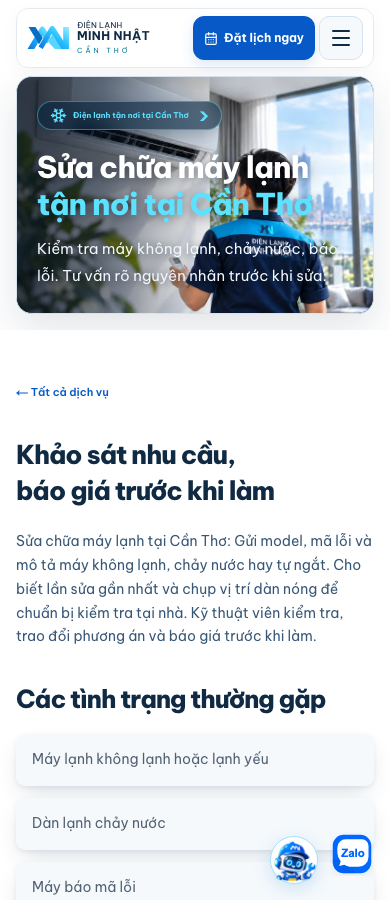 ĐIỆN LẠNH
MINH NHẬT
CẦN THƠ
Đặt lịch ngay
Điện lạnh tận nơi tại Cần Thơ
Sửa chữa máy lạnh
tận nơi tại Cần Thơ
Kiểm tra máy không lạnh, chảy nước, báo
lỗi. Tư vấn rõ nguyên nhân trước khi sửa.
ĐIỆN LẠNH
MINH NHẬT
← Tất cả dịch vụ
Khảo sát nhu cầu,
báo giá trước khi làm
Sửa chữa máy lạnh tại Cần Thơ: Gửi model, mã lỗi và
mô tả máy không lạnh, chảy nước hay tự ngắt. Cho
biết lần sửa gần nhất và chụp vị trí dàn nóng để
chuẩn bị kiểm tra tại nhà. Kỹ thuật viên kiểm tra,
trao đổi phương án và báo giá trước khi làm.
Các tình trạng thường gặp
Máy lạnh không lạnh hoặc lạnh yếu
Dàn lạnh chảy nước
Zalo
Máy báo mã lỗi